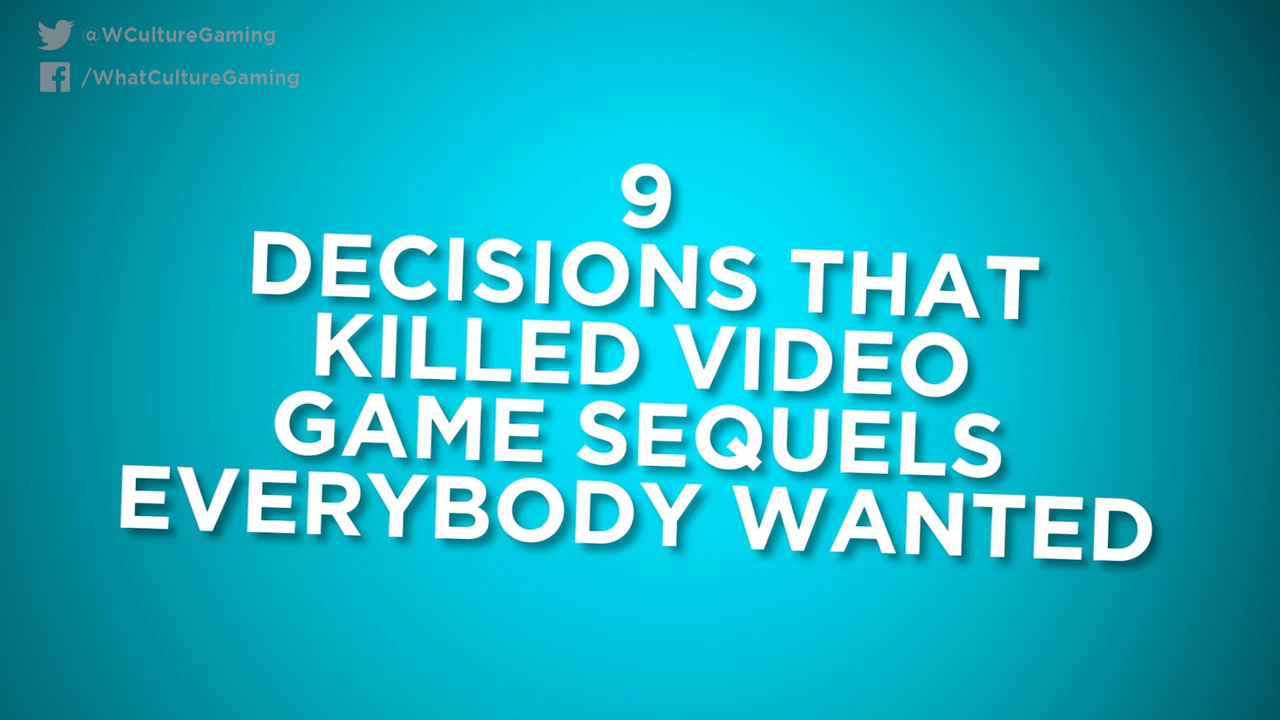 @WCultureGaming
/WhatCultureGaming
9
DECISIONS THAT
KILLED VIDEO
GAME SEQUELS
EVERYBODY WANTED